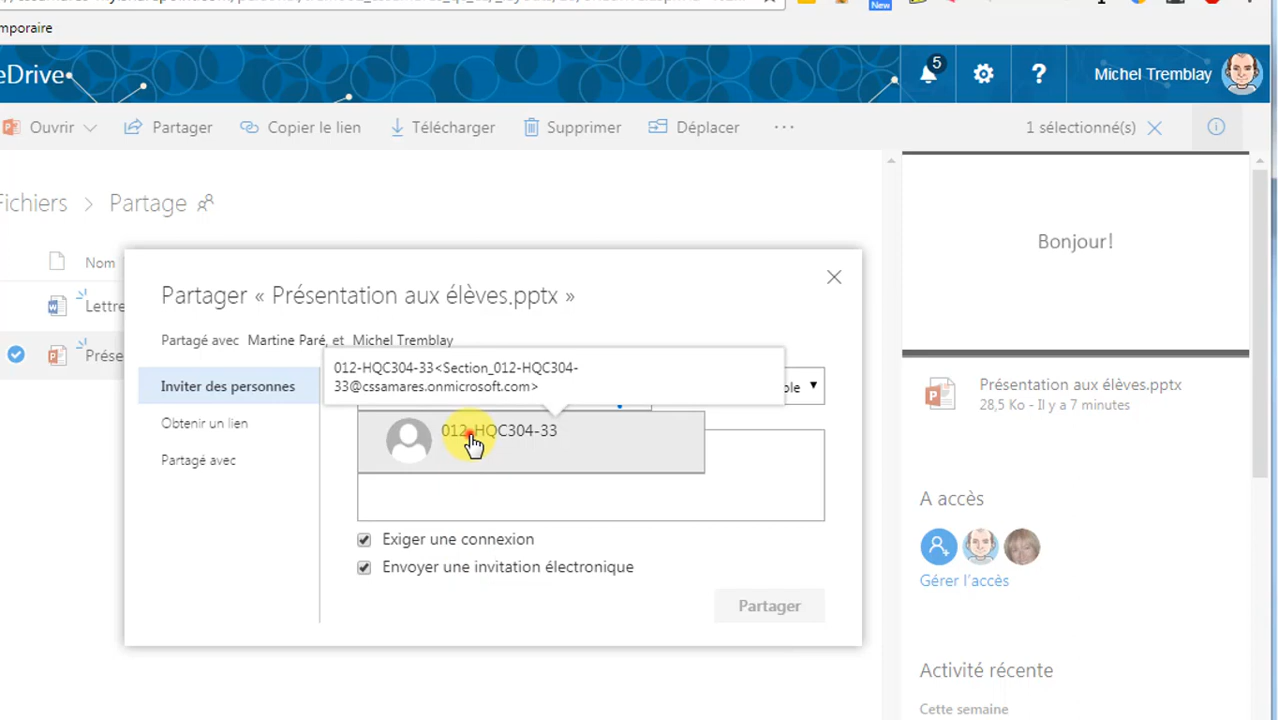 mporaire
eDrive
5
Michel Tremblay
New
Ouvrir
Partager
Copier le lien
Télécharger
Supprimer
Déplacer
...
1 sélectionné(s)
Fichiers > Partage
Bonjour!
Nom
Lettre
Prése
Partager « Présentation aux élèves.pptx »
Partagé avec Martine Paré, et Michel Tremblay
012-HQC304-33<Section_012-HQC304-
33@cssamares.onmicrosoft.com>
Inviter des personnes
ble
012-HQC304-33
Obtenir un lien
Partagé avec
Exiger une connexion
Envoyer une invitation électronique
Partager
Présentation aux élèves.pptx
28,5 Ko - Il y a 7 minutes
A accès
Gérer l'accès
Activité récente
Cette semaine